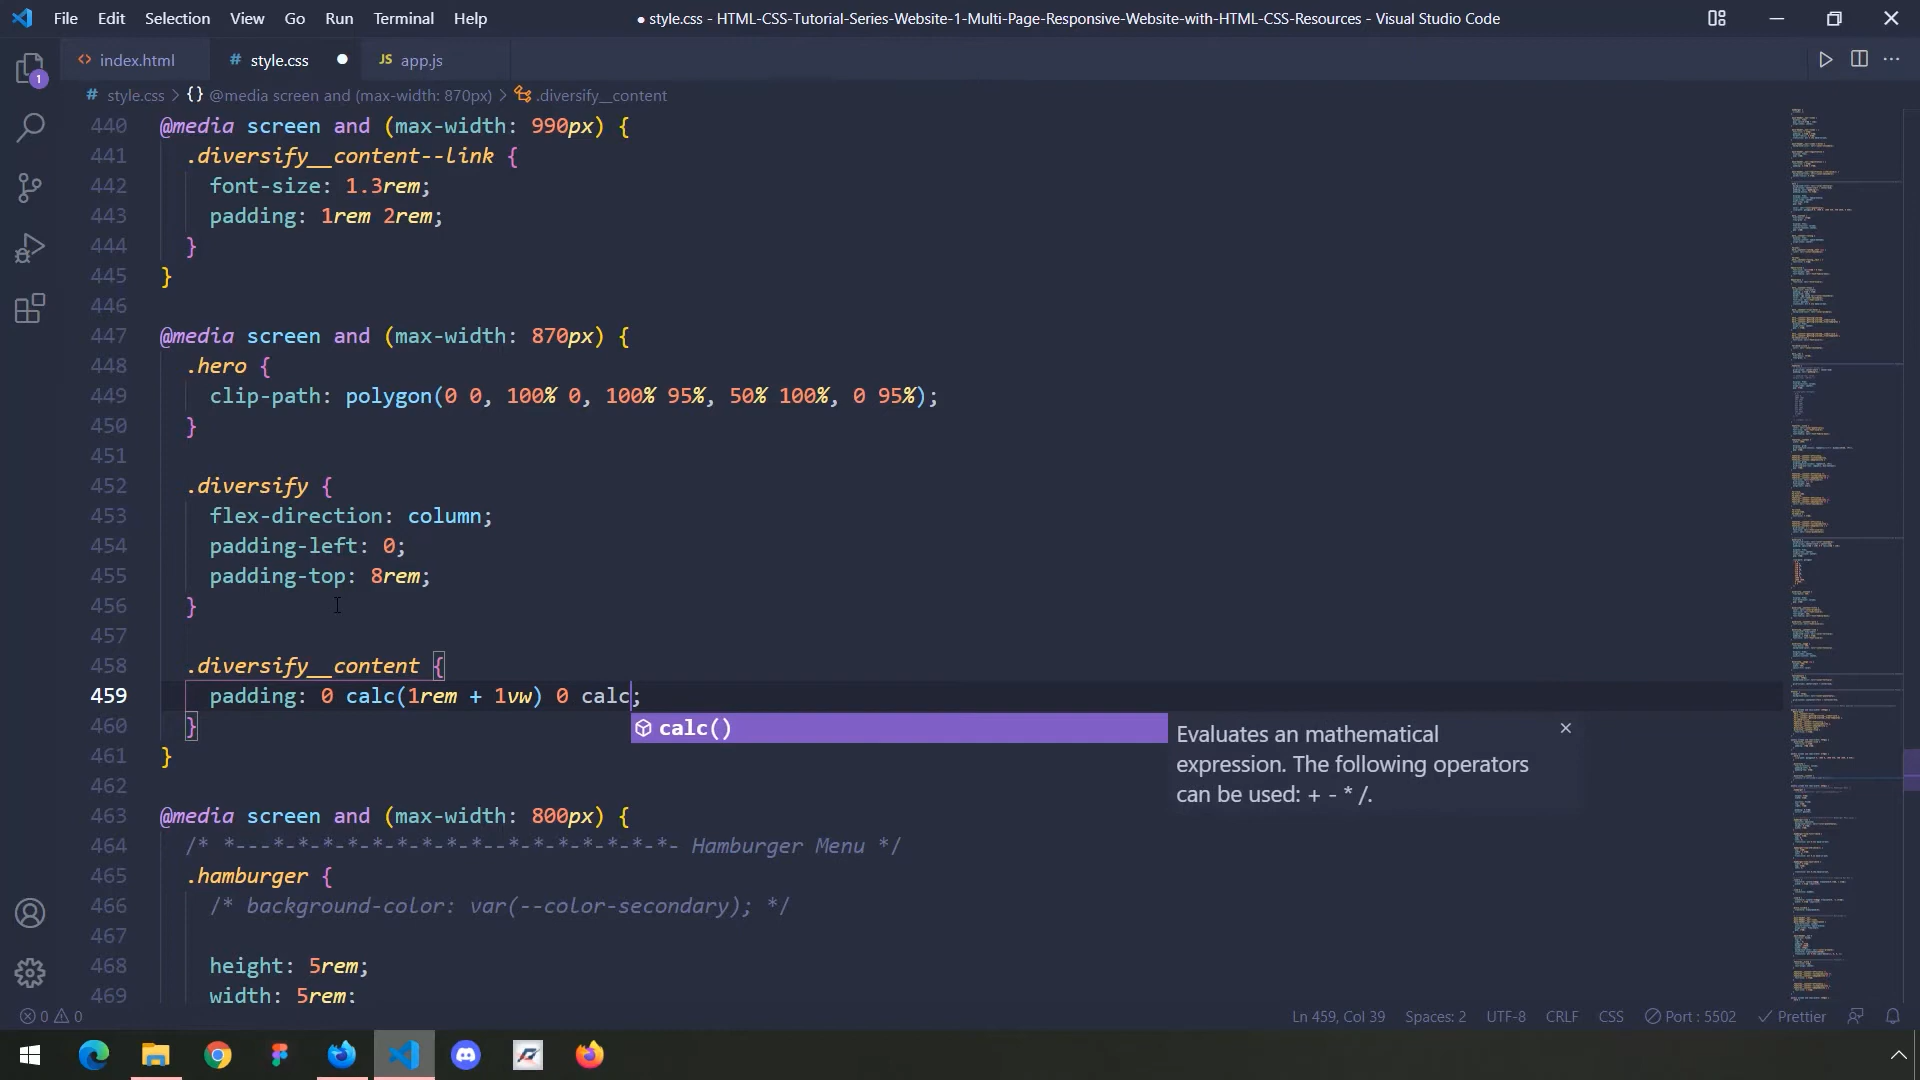 File Edit Selection View Go Run Terminal Help
● style.css - HTML-CSS-Tutorial-Series-Website-1-Multi-Page-Responsive-Website-with-HTML-CSS-Resources - Visual Studio Code
<> index.html # style.css ● JS app.js
# style.css > {} @media screen and (max-width: 870px) > .diversify__content
1
440 @media screen and (max-width: 990px) {
441 .diversify__content--link {
442 font-size: 1.3rem;
443 padding: 1rem 2rem;
444 }
445 }
446
447 @media screen and (max-width: 870px) {
448 .hero {
449 clip-path: polygon(0 0, 100% 0, 100% 95%, 50% 100%, 0 95%);
450 }
451
452 .diversify {
453 flex-direction: column;
454 padding-left: 0;
455 padding-top: 8rem;
456 }
457
458 .diversify__content {
459 padding: 0 calc(1rem + 1vw) 0 calc;
460 }
calc()
Evaluates an mathematical
expression. The following operators
can be used: + - * /.
461 }
462
463 @media screen and (max-width: 800px) {
464 /* *---*-*-*-*-*-*-*-*--*-*-*-*-*-*-*- Hamburger Menu */
465 .hamburger {
466 /* background-color: var(--color-secondary); */
467
468 height: 5rem;
469 width: 5rem;
0 0 Ln 459, Col 39 Spaces: 2 UTF-8 CRLF CSS Port : 5502 Prettier